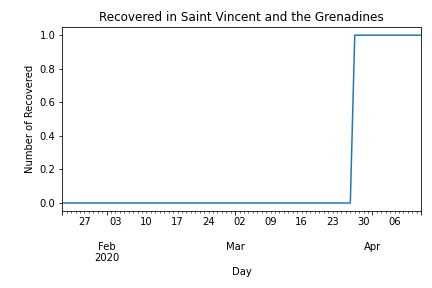 Recovered in Saint Vincent and the Grenadines
1.0
0.8
0.6
0.4
0.2
0.0
Number of Recovered
27 03 10 17 24 02 09 16 23 30 06
Feb Mar Apr
2020
Day